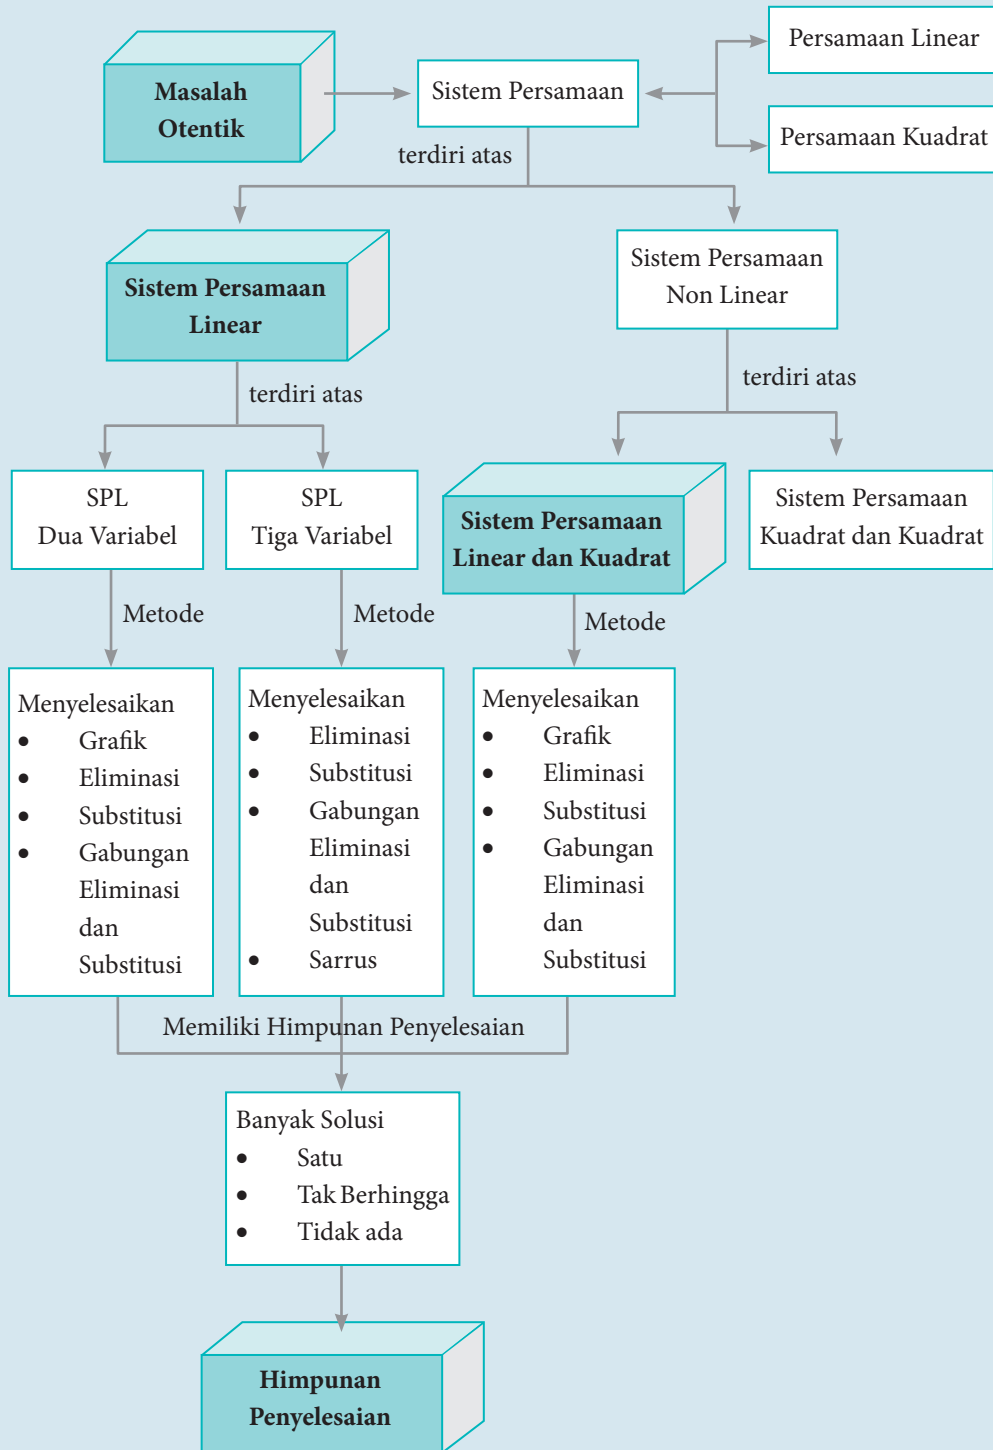 Persamaan Linear
Masalah
Otentik
Sistem Persamaan
Persamaan Kuadrat
terdiri atas
Sistem Persamaan
Linear
Sistem Persamaan
Non Linear
terdiri atas
terdiri atas
SPL
Dua Variabel
SPL
Tiga Variabel
Sistem Persamaan
Linear dan Kuadrat
Sistem Persamaan
Kuadrat dan Kuadrat
Metode
Metode
Metode
Menyelesaikan
• Grafik
• Eliminasi
• Substitusi
• Gabungan
Eliminasi
dan
Substitusi
Menyelesaikan
• Eliminasi
• Substitusi
• Gabungan
Eliminasi
dan
Substitusi
• Sarrus
Menyelesaikan
• Grafik
• Eliminasi
• Substitusi
• Gabungan
Eliminasi
dan
Substitusi
Memiliki Himpunan Penyelesaian
Banyak Solusi
• Satu
• Tak Berhingga
• Tidak ada
Himpunan
Penyelesaian